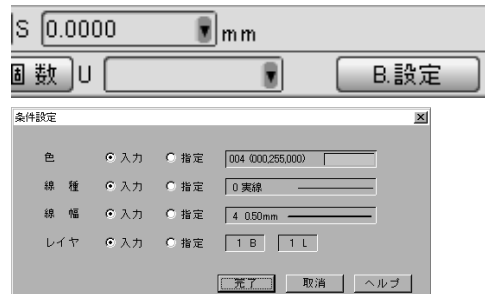 S 0.0000 mm
個数 U B.設定
条件設定
色 入力 指定 004 (000,255,000)
線種 入力 指定 0 実線
線幅 入力 指定 4 0.50mm
レイヤ 入力 指定 1 B 1 L
完了 取消 ヘルプ